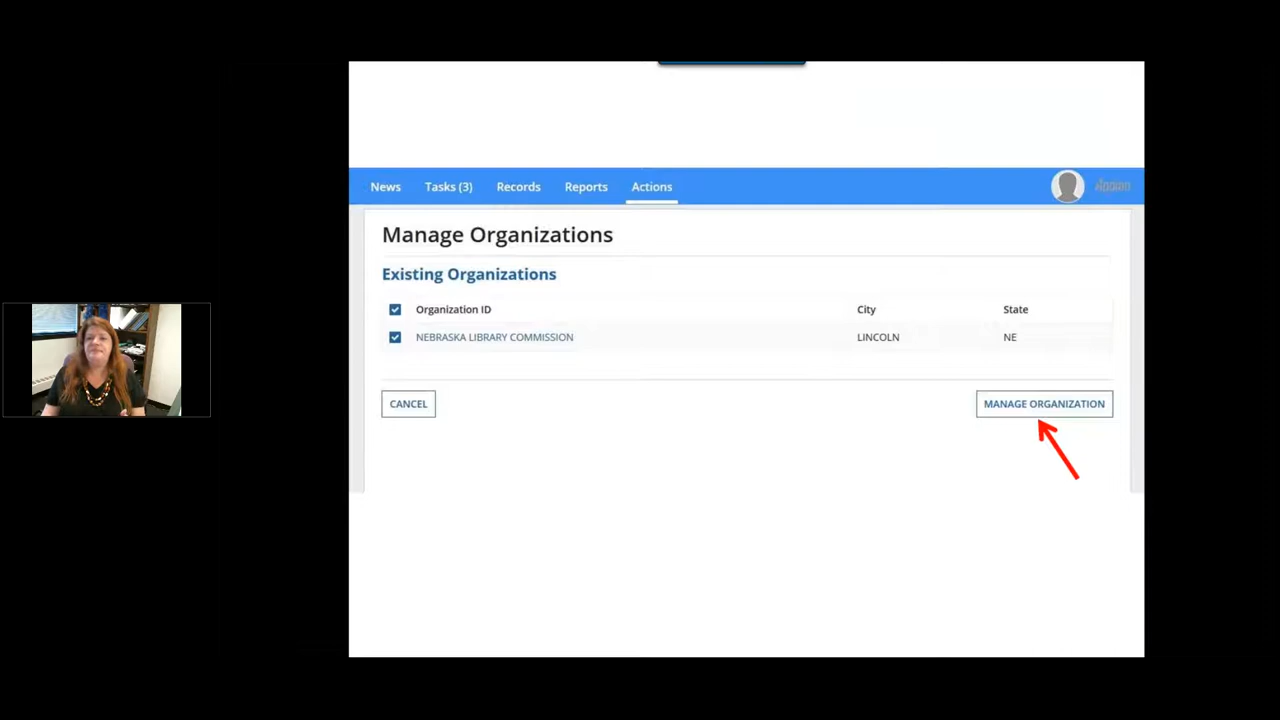 News Tasks (3) Records Reports Actions Appian
Manage Organizations
Existing Organizations
Organization ID City State
NEBRASKA LIBRARY COMMISSION LINCOLN NE
CANCEL MANAGE ORGANIZATION